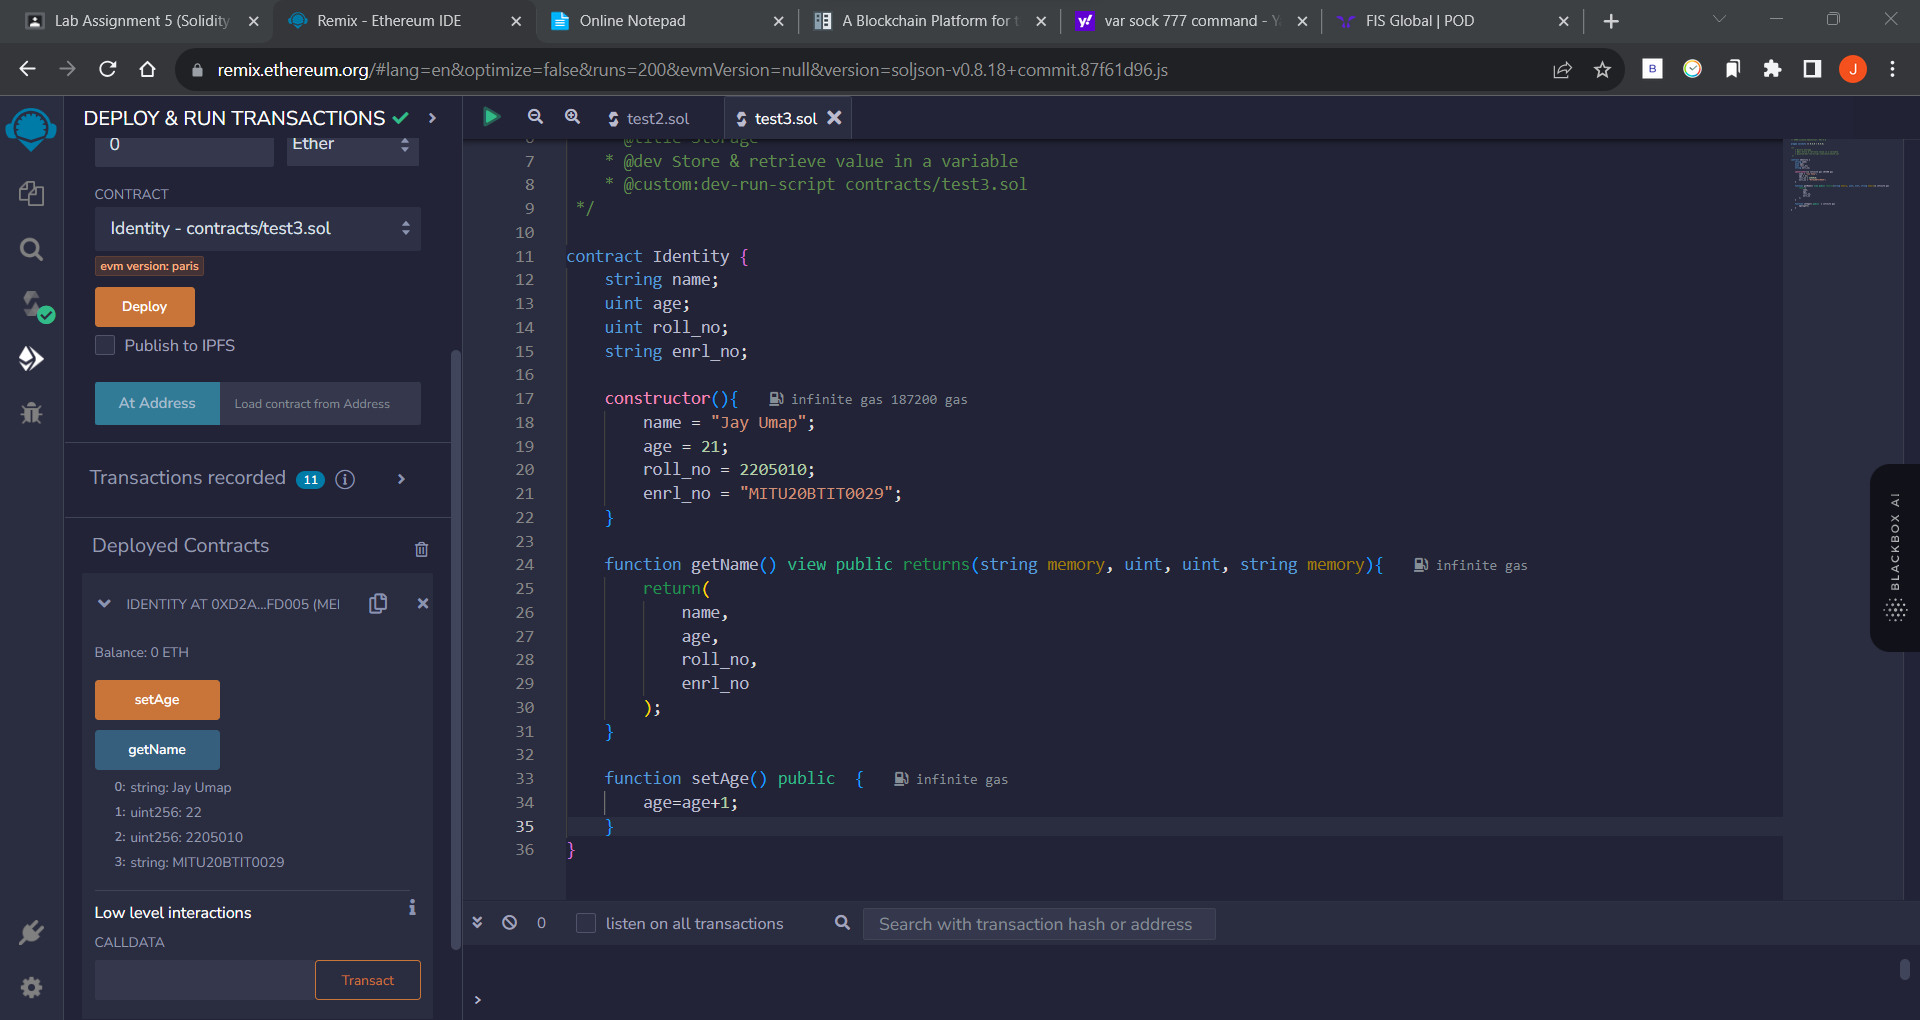 Lab Assignment 5 (Solidity
Remix - Ethereum IDE
Online Notepad
A Blockchain Platform for t
var sock 777 command - Ya
FIS Global | POD
remix.ethereum.org/#lang=en&optimize=false&runs=200&evmVersion=null&version=soljson-v0.8.18+commit.87f61d96.js
B
J
DEPLOY & RUN TRANSACTIONS
0
Ether
CONTRACT
Identity - contracts/test3.sol
evm version: paris
Deploy
Publish to IPFS
At Address
Load contract from Address
Transactions recorded 11 i
Deployed Contracts
IDENTITY AT 0XD2A...FD005 (MEI
Balance: 0 ETH
setAge
getName
0: string: Jay Umap
1: uint256: 22
2: uint256: 2205010
3: string: MITU20BTIT0029
Low level interactions
CALLDATA
Transact
test2.sol
test3.sol
6 * @title Storage
7 * @dev Store & retrieve value in a variable
8 * @custom:dev-run-script contracts/test3.sol
9 */
10
11 contract Identity {
12 string name;
13 uint age;
14 uint roll_no;
15 string enrl_no;
16
17 constructor(){ infinite gas 187200 gas
18 name = "Jay Umap";
19 age = 21;
20 roll_no = 2205010;
21 enrl_no = "MITU20BTIT0029";
22 }
23
24 function getName() view public returns(string memory, uint, uint, string memory){ infinite gas
25 return(
26 name,
27 age,
28 roll_no,
29 enrl_no
30 );
31 }
32
33 function setAge() public { infinite gas
34 age=age+1;
35 }
36 }
0
listen on all transactions
Search with transaction hash or address
>
BLACKBOX AI